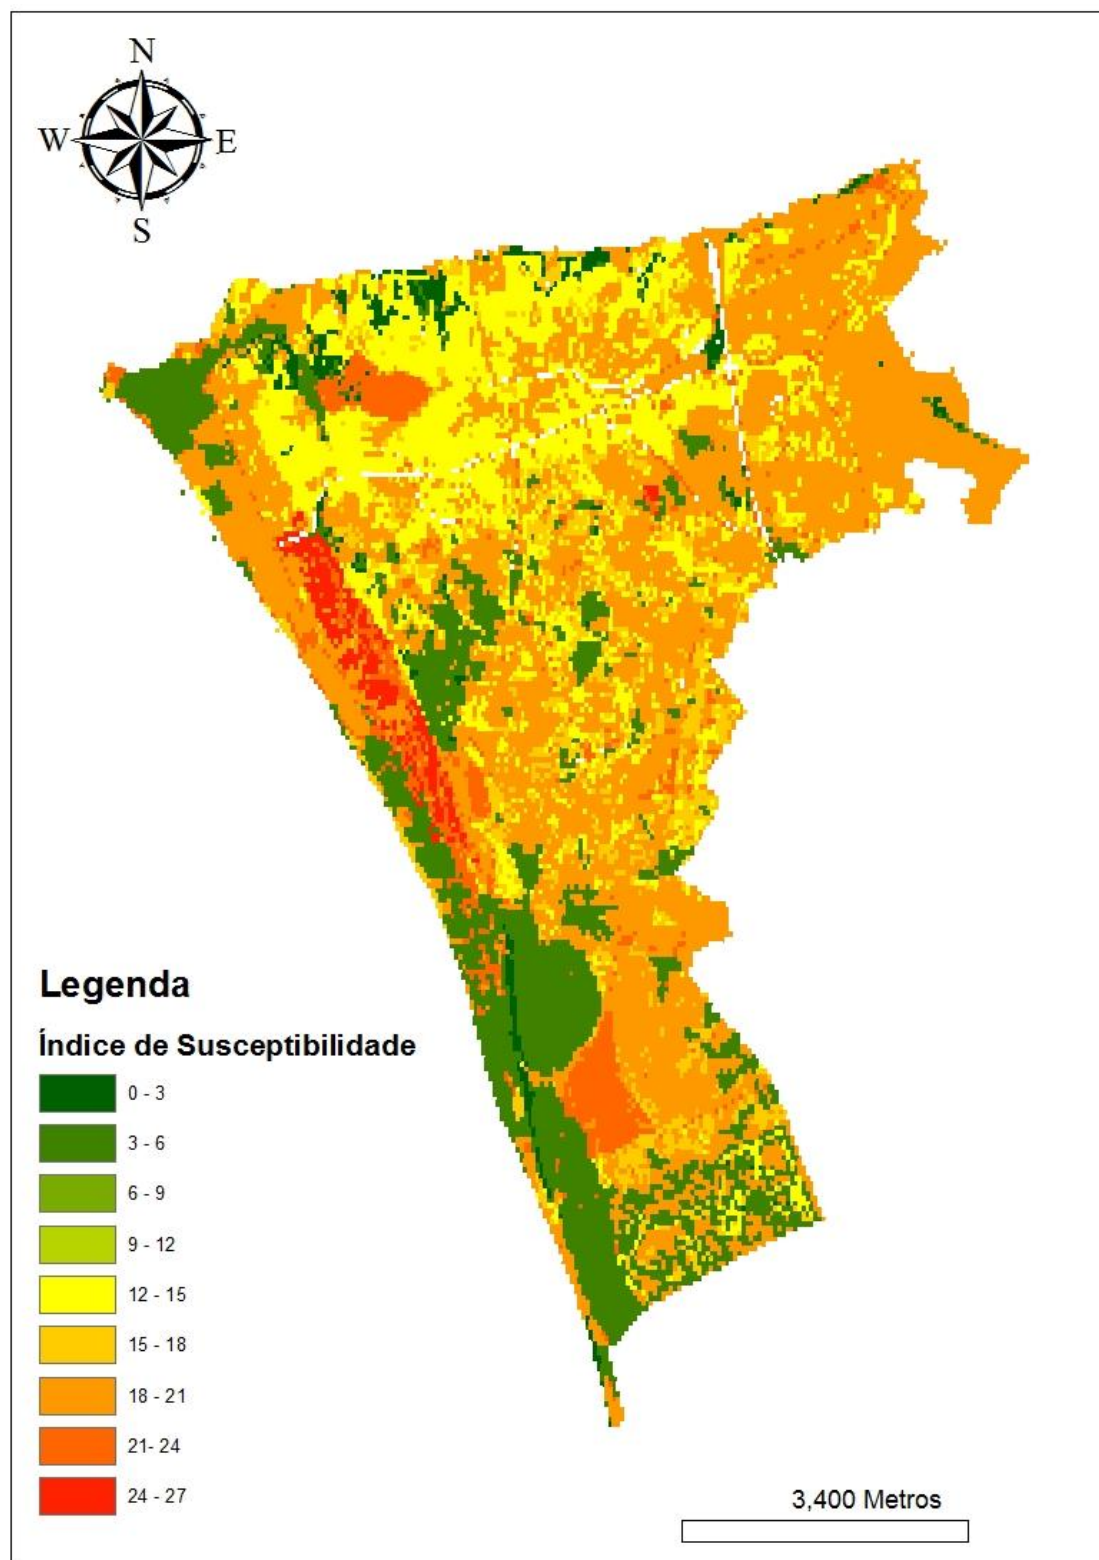 N
W E
S
Legenda
Índice de Susceptibilidade
0 - 3
3 - 6
6 - 9
9 - 12
12 - 15
15 - 18
18 - 21
21- 24
24 - 27
3,400 Metros